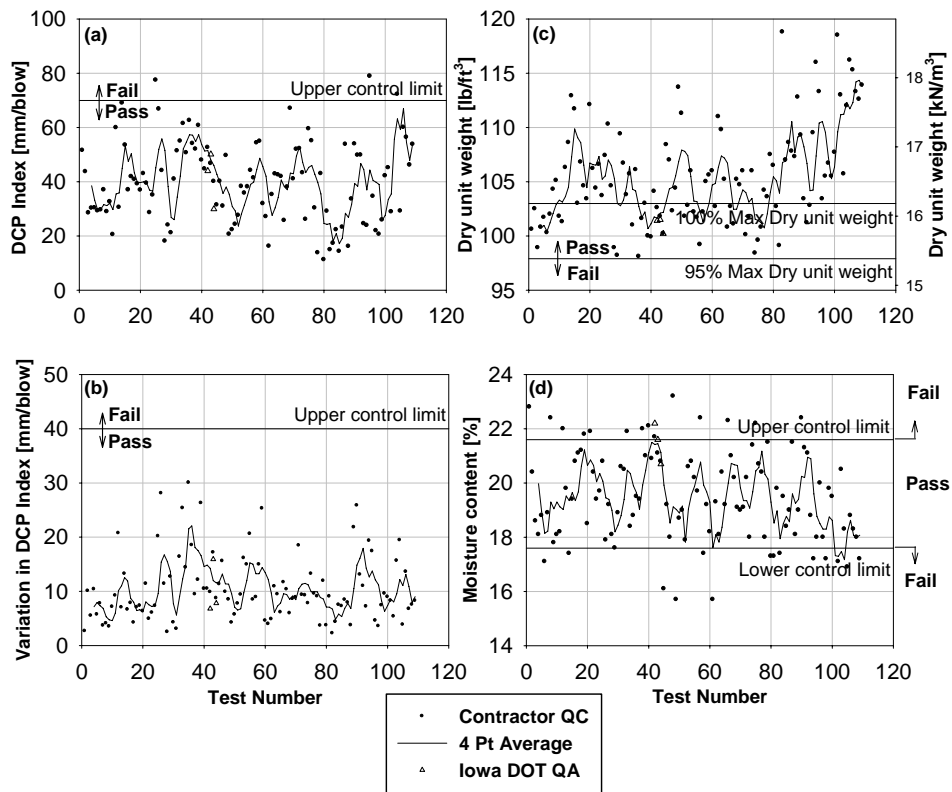 (a)
DCP Index [mm/blow]
100
80
60
40
20
0
Fail
Pass
Upper control limit
0 20 40 60 80 100 120
(c)
Dry unit weight [lb/ft3]
120
115
110
105
100
95
100% Max Dry unit weight
Pass
Fail
95% Max Dry unit weight
18
17
16
15
Dry unit weight [kN/m3]
0 20 40 60 80 100 120
(b)
Variation in DCP Index [mm/blow]
50
40
30
20
10
0
Fail
Pass
Upper control limit
0 20 40 60 80 100 120
Test Number
(d)
Moisture content [%]
22
24
20
18
16
14
Upper control limit
Lower control limit
Fail
Pass
Fail
0 20 40 60 80 100 120
Test Number
Contractor QC
4 Pt Average
Iowa DOT QA